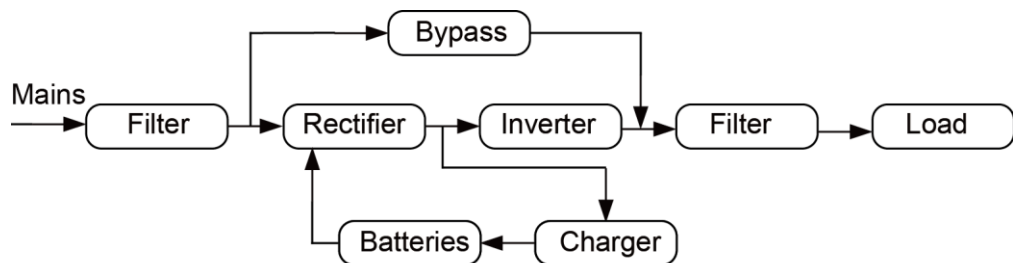 Bypass
Mains
Filter
Rectifier
Inverter
Filter
Load
Batteries
Charger